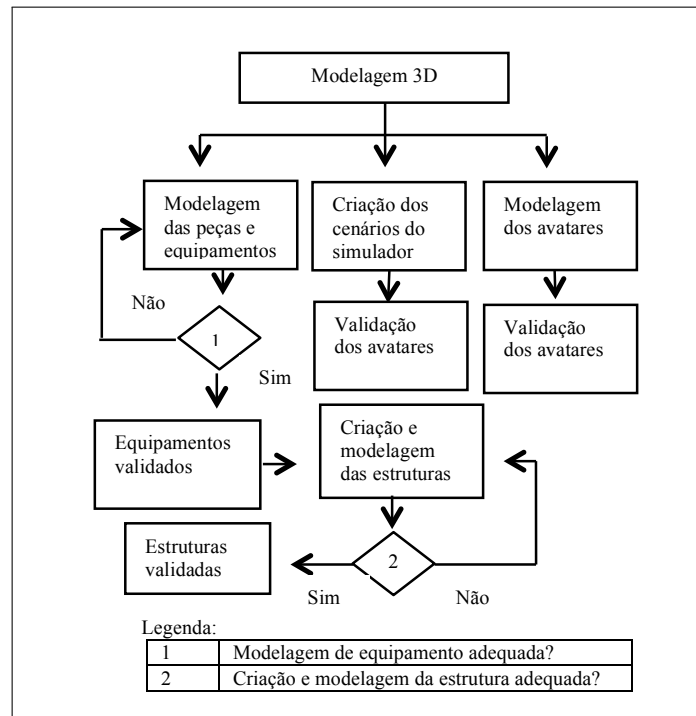 Modelagem 3D
Modelagem
das peças e
equipamentos
Criação dos
cenários do
simulador
Modelagem
dos avatares
Não
1
Validação
dos avatares
Validação
dos avatares
Sim
Equipamentos
validados
Criação e
modelagem
das estruturas
Estruturas
validadas
2
Sim
Não
Legenda:
1 Modelagem de equipamento adequada?
2 Criação e modelagem da estrutura adequada?